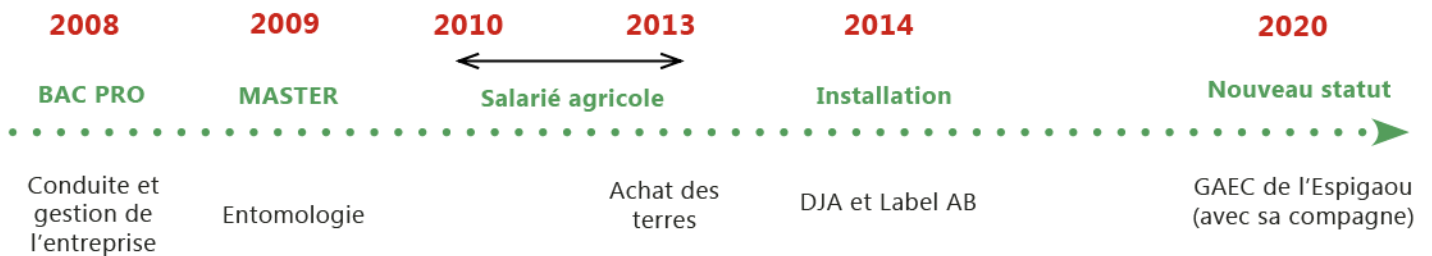 2008
2009
2010
2013
2014
2020
BAC PRO
MASTER
Salarié agricole
Installation
Nouveau statut
Conduite et
gestion de
l'entreprise
Entomologie
Achat des
terres
DJA et Label AB
GAEC de l'Espigaou
(avec sa compagne)